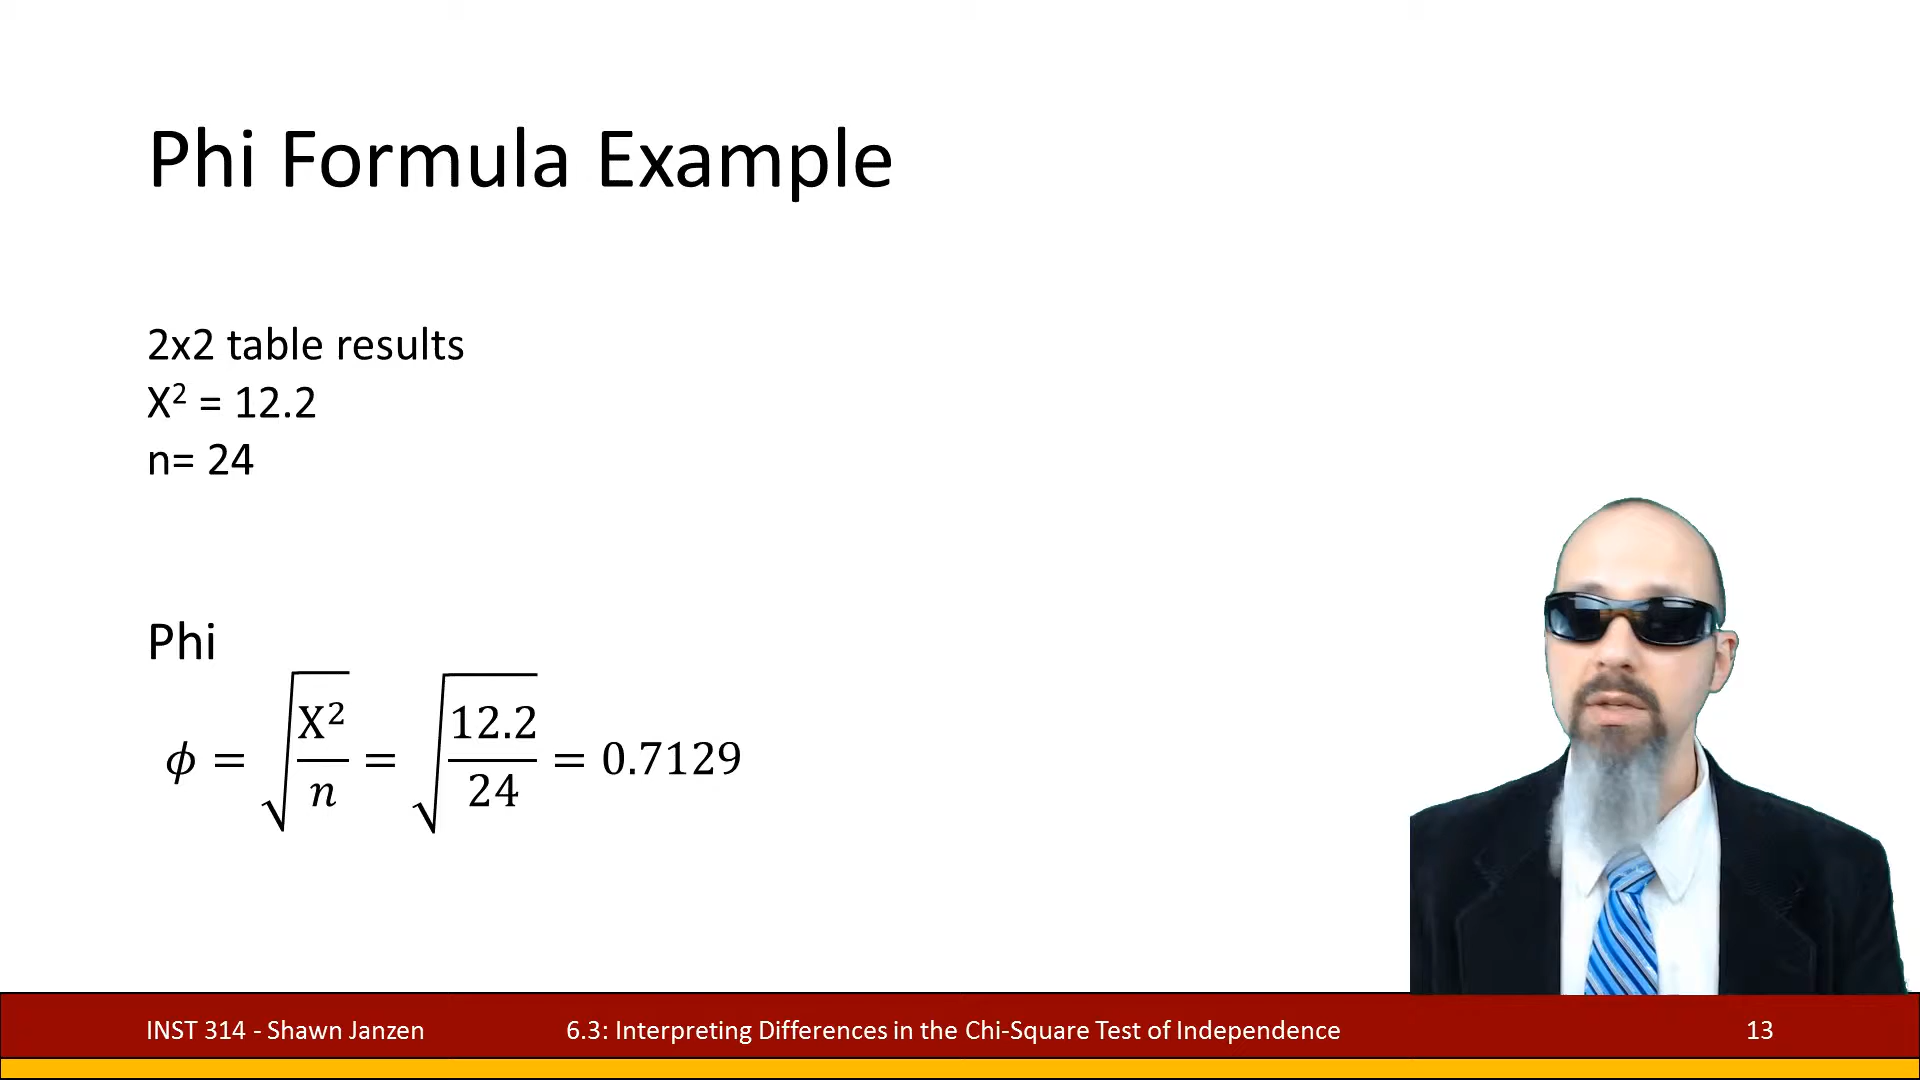 Phi Formula Example
2x2 table results
X² = 12.2
n= 24
Phi
𝜙 = √(X²/n) = √(12.2/24) = 0.7129
INST 314 - Shawn Janzen
6.3: Interpreting Differences in the Chi-Square Test of Independence
13